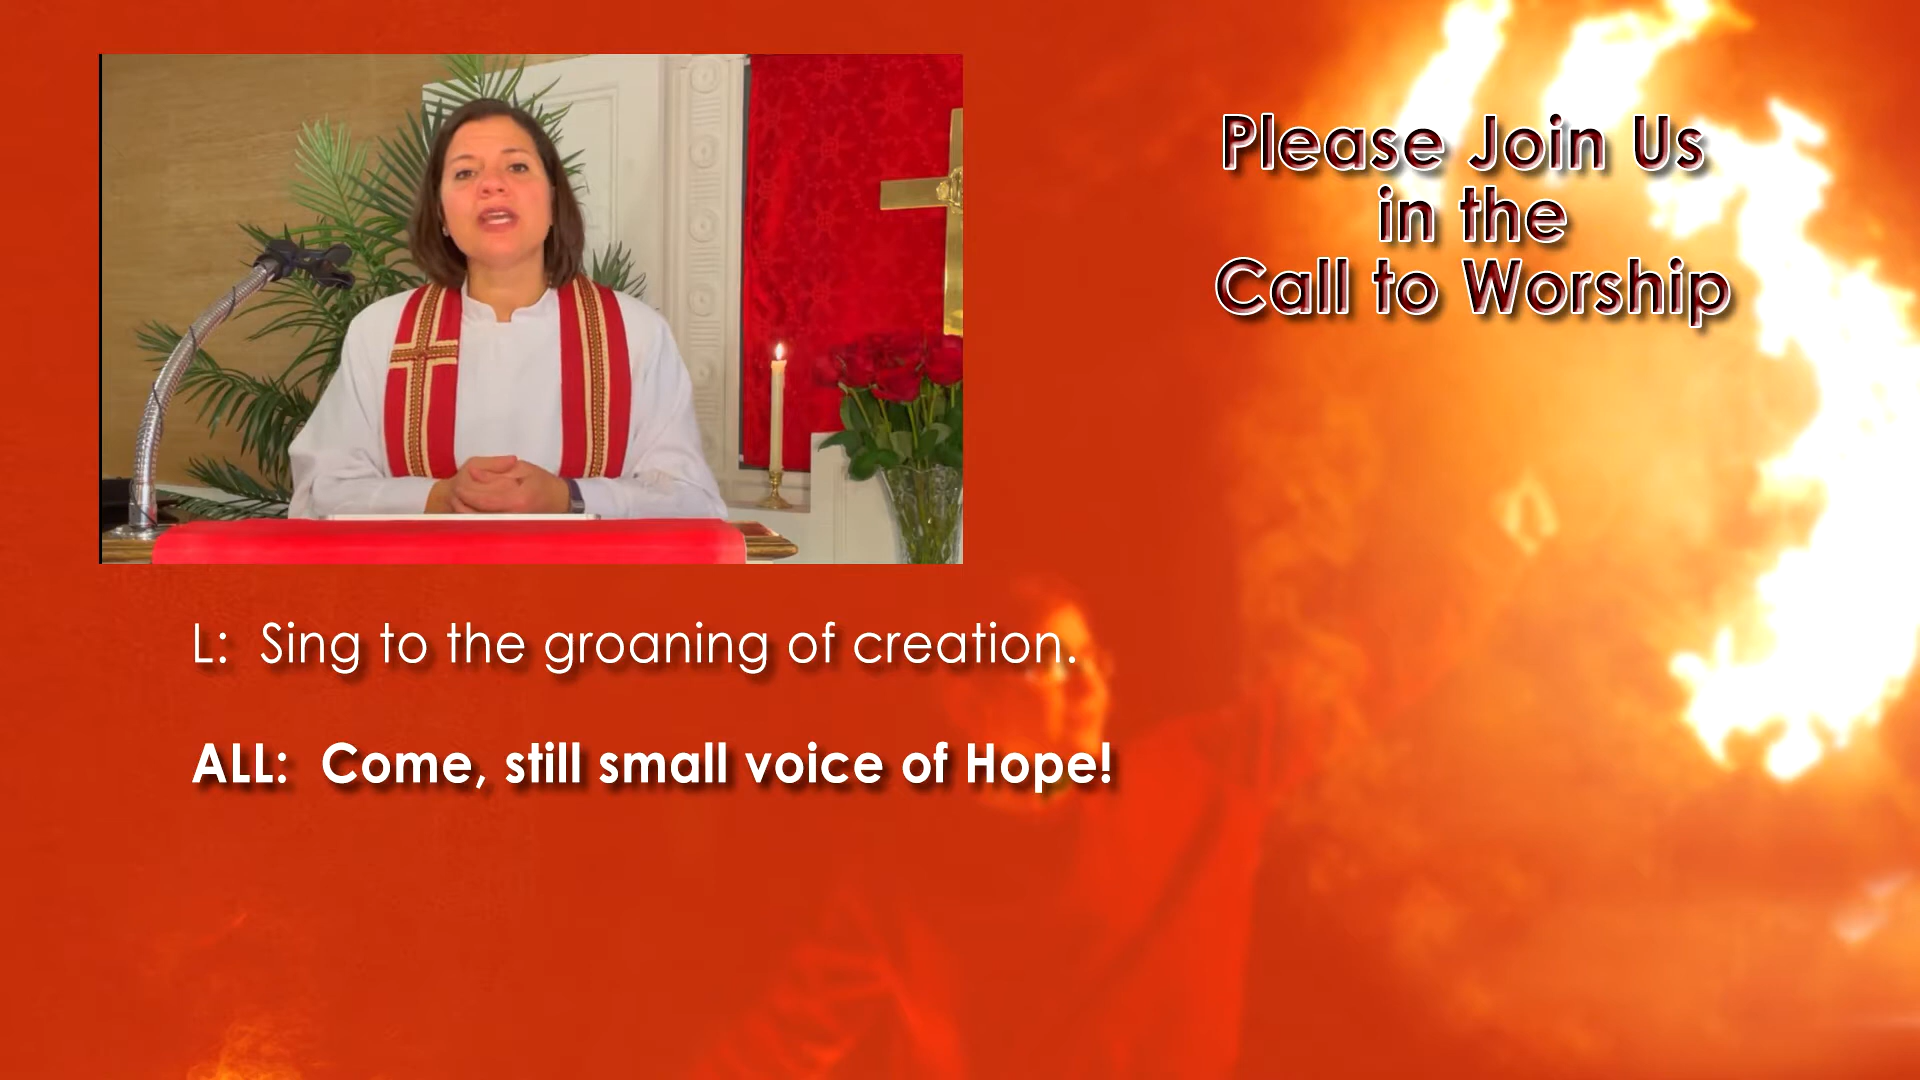 Please Join Us
in the
Call to Worship
L: Sing to the groaning of creation.
ALL: Come, still small voice of Hope!